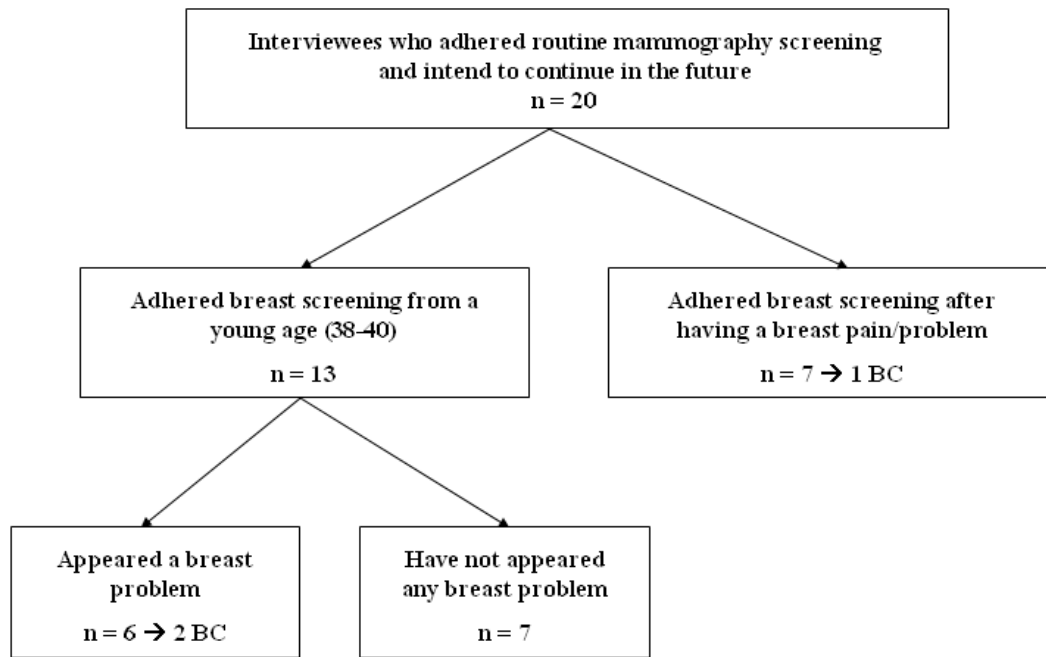 Interviewees who adhered routine mammography screening
and intend to continue in the future
n = 20
Adhered breast screening from a
young age (38-40)
n = 13
Adhered breast screening after
having a breast pain/problem
n = 7 → 1 BC
Appeared a breast
problem
n = 6 → 2 BC
Have not appeared
any breast problem
n = 7